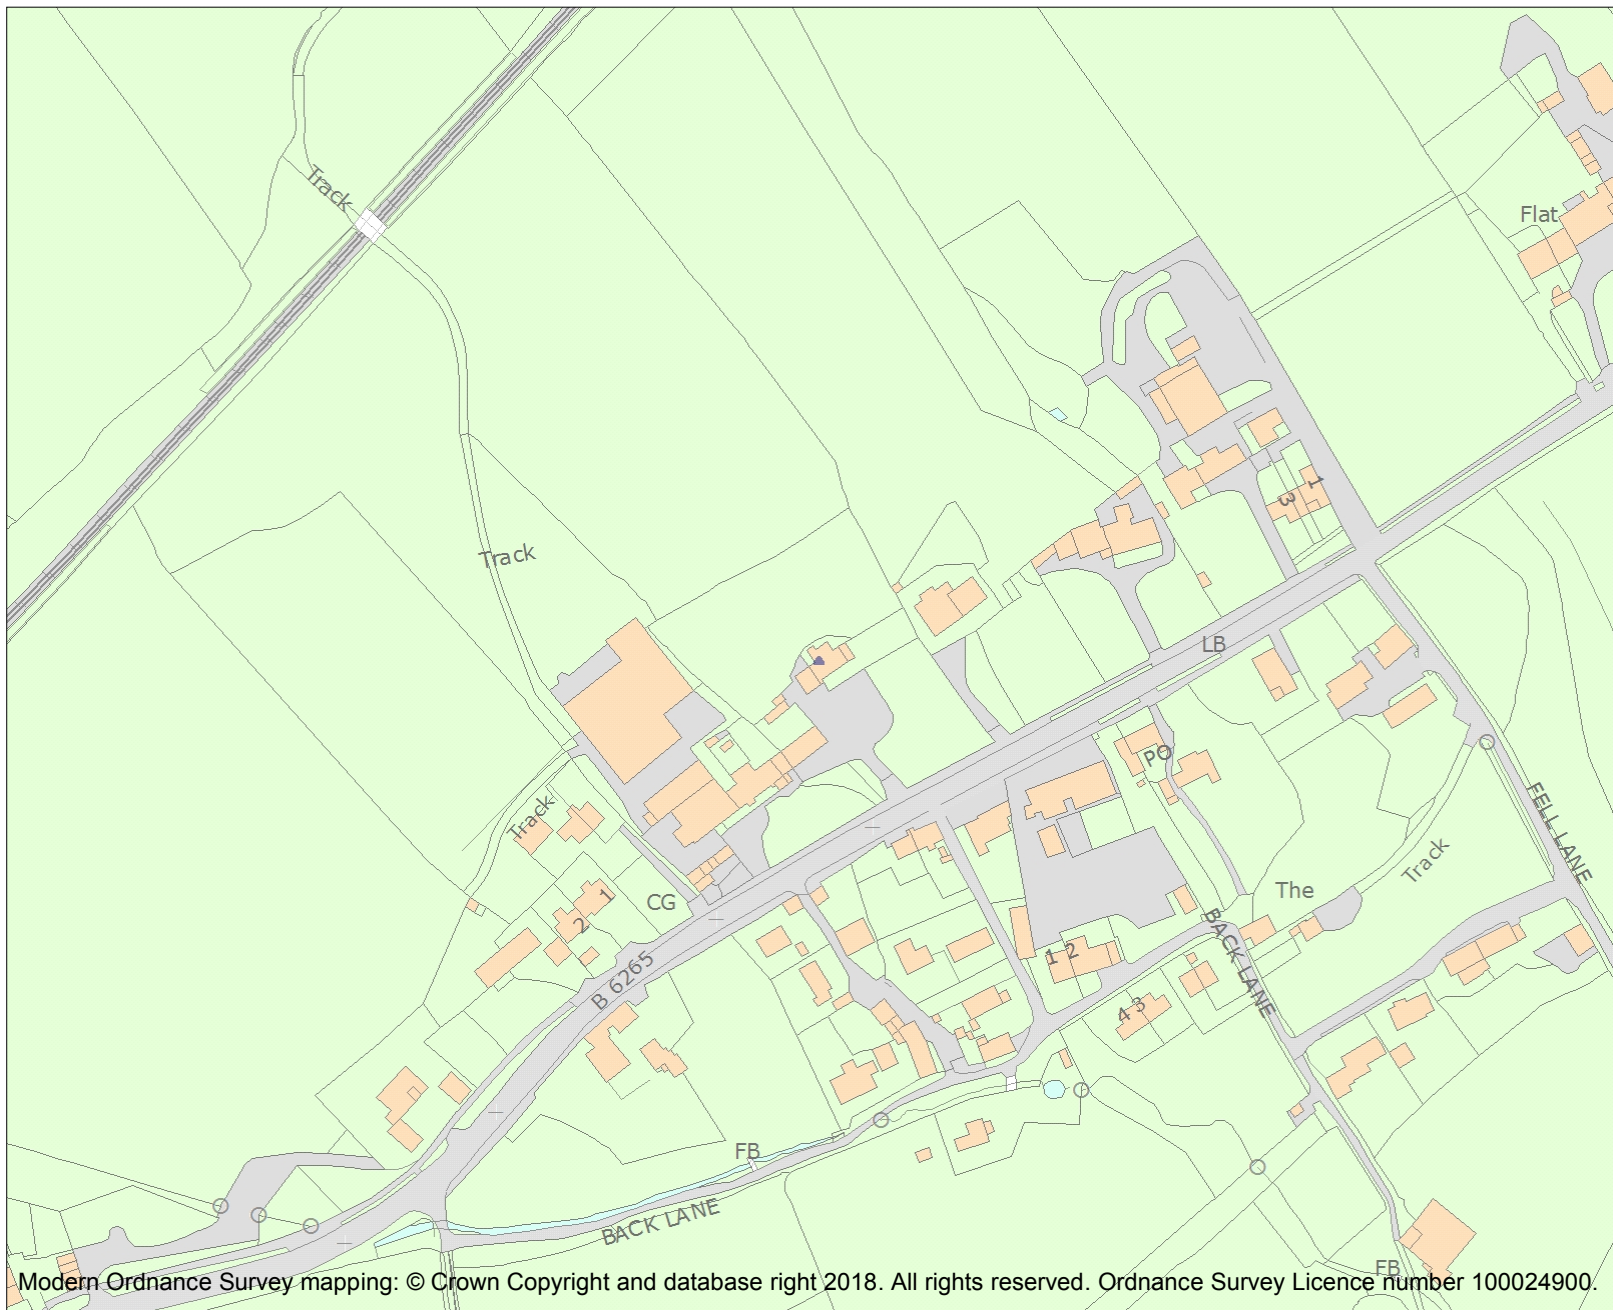 Track
Flat
1
3
Track
LB
PO
FELL LANE
Track
Track
The
CG
1
2
BACK LANE
1 2
B 6265
4 3
FB
BACK LANE
FB
Modern Ordnance Survey mapping: © Crown Copyright and database right 2018. All rights reserved. Ordnance Survey Licence number 100024900.